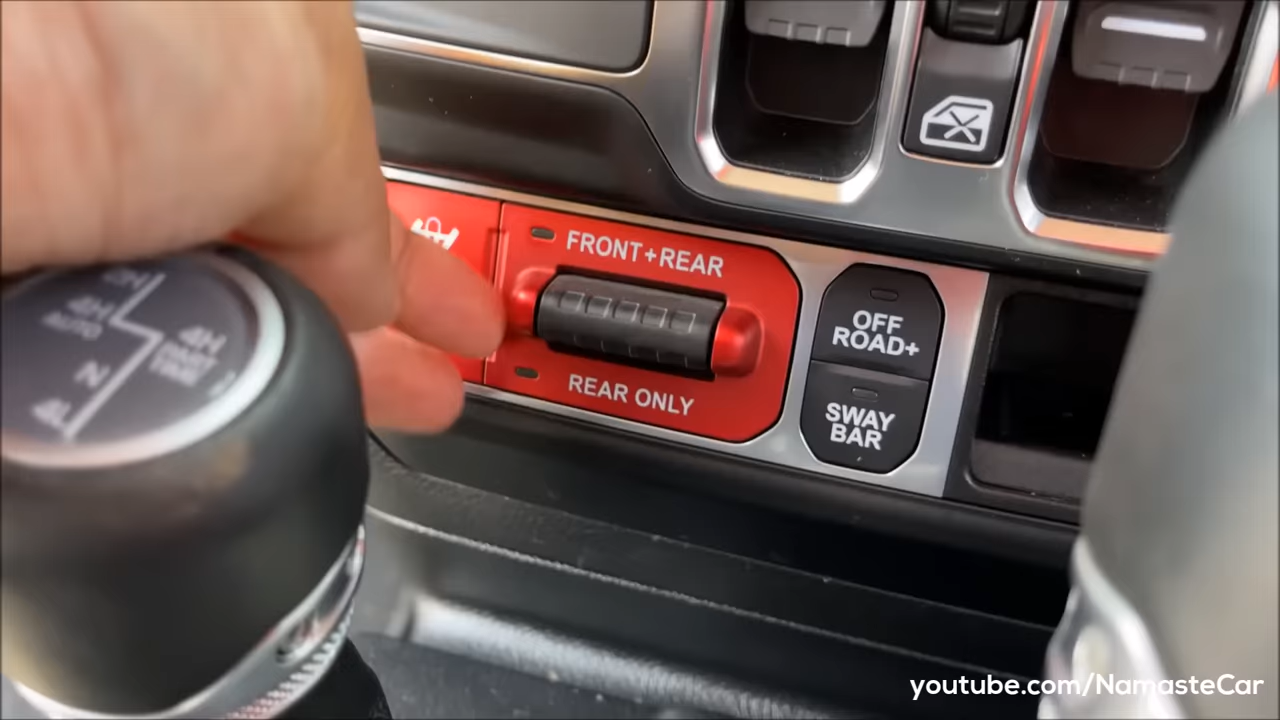 FRONT+REAR
REAR ONLY
OFF
ROAD+
SWAY
BAR
4H
AUTO
N
4L
4H
PART
TIME
youtube.com/NamasteCar